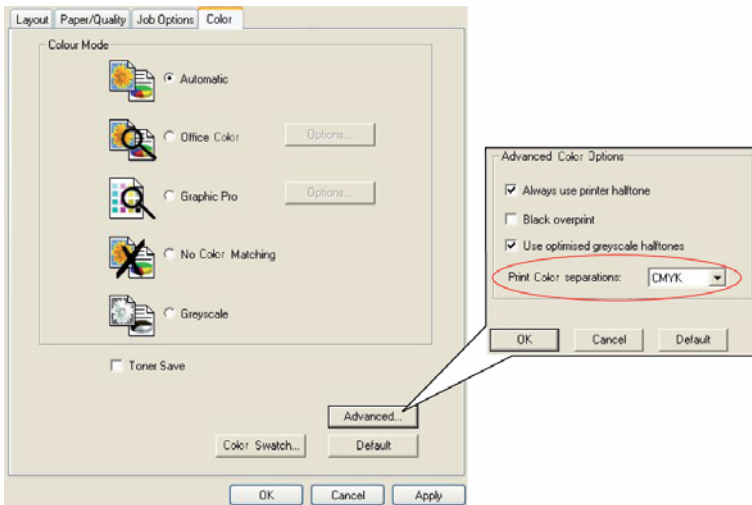 Layout Paper/Quality Job Options Color
Colour Mode
Automatic
Office Color Options...
Graphic Pro Options...
No Color Matching
Greyscale
Toner Save
Advanced...
Color Swatch... Default
OK Cancel Apply
Advanced Color Options
Always use printer halftone
Black overprint
Use optimised greyscale halftones
Print Color separations: CMYK
OK Cancel Default